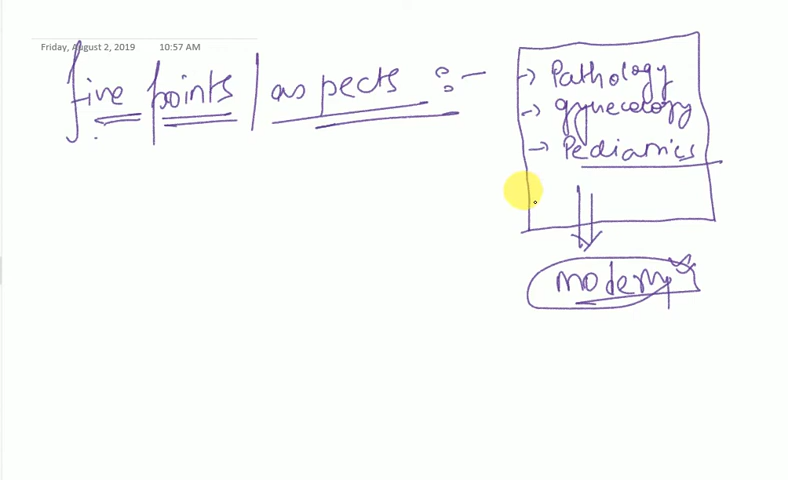 Friday, August 2, 2019 10:57 AM
five points | aspects :-
→ Pathology
→ Gynecology
→ Pediatrics
modern